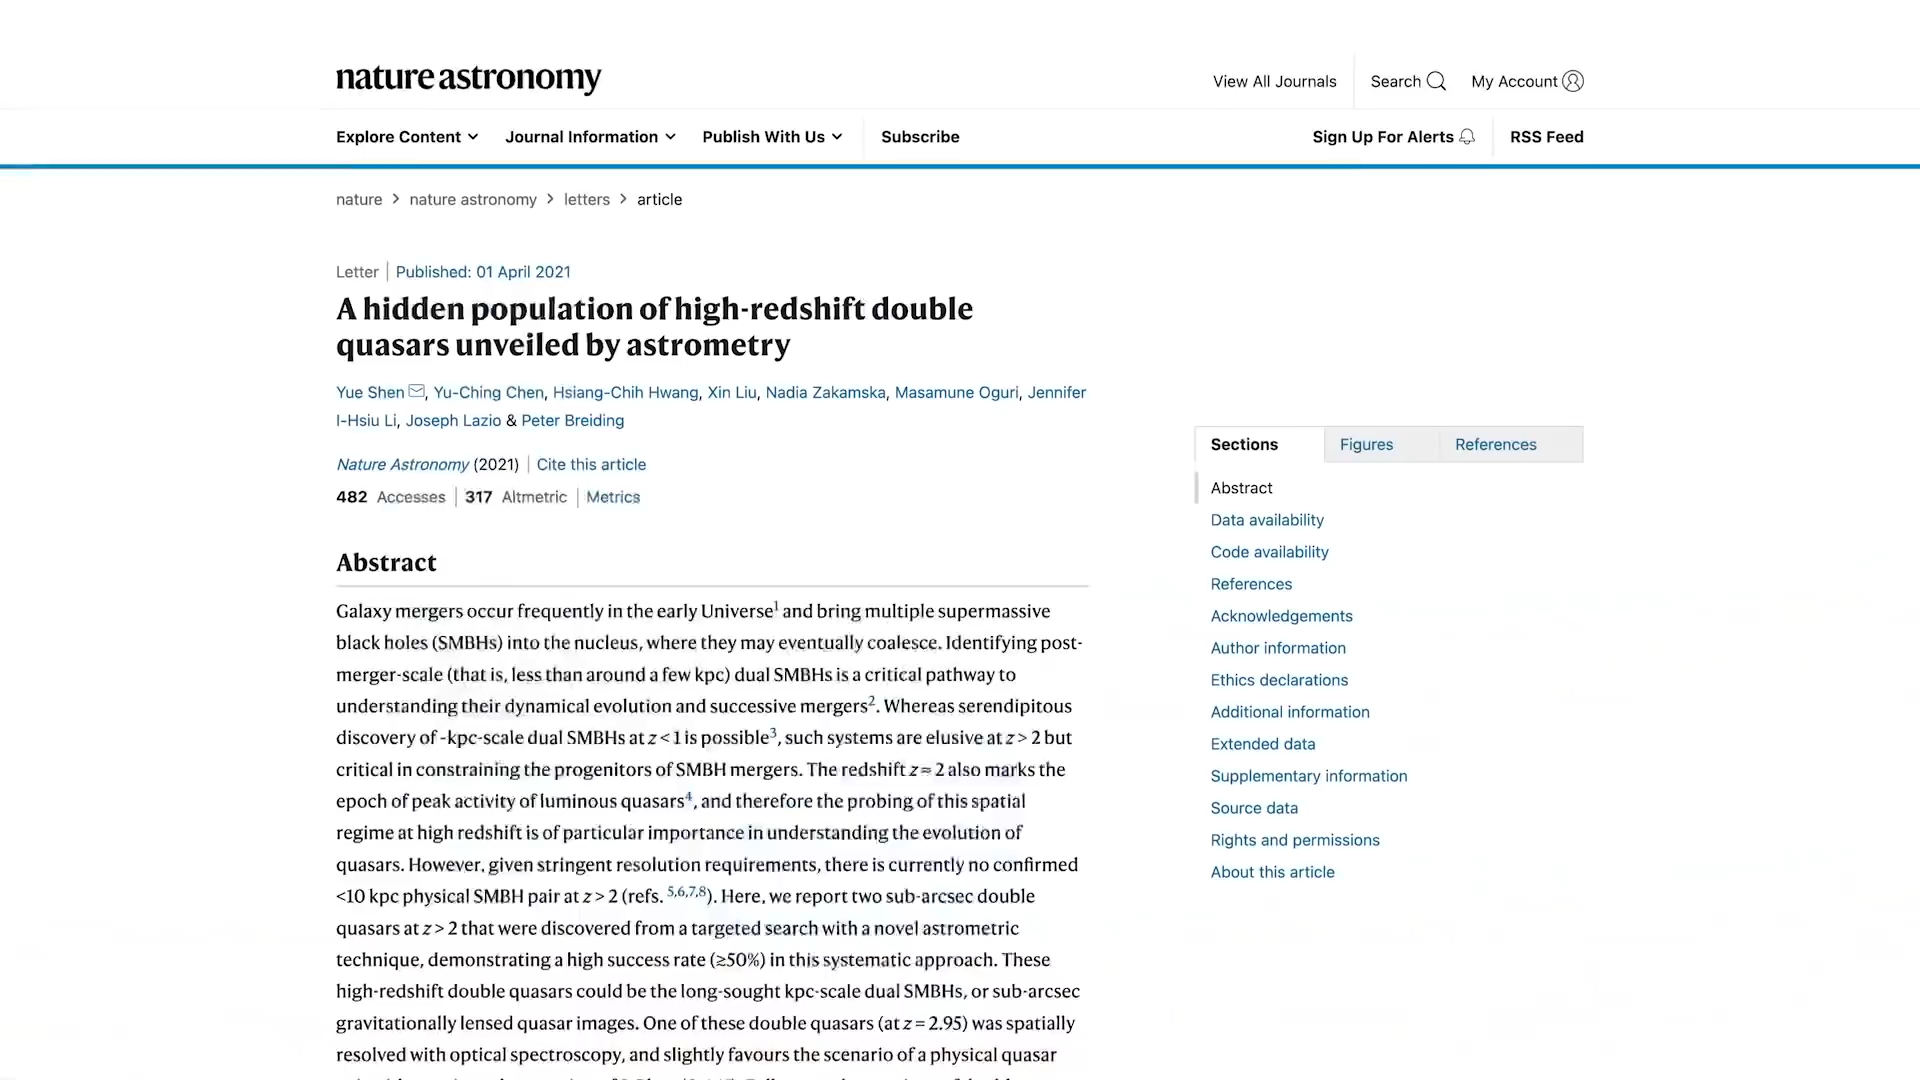 nature astronomy
View All Journals
Search
My Account
Explore Content
Journal Information
Publish With Us
Subscribe
Sign Up For Alerts
RSS Feed
nature > nature astronomy > letters > article
Letter | Published: 01 April 2021
A hidden population of high-redshift double
quasars unveiled by astrometry
Yue Shen, Yu-Ching Chen, Hsiang-Chih Hwang, Xin Liu, Nadia Zakamska, Masamune Oguri, Jennifer
I-Hsiu Li, Joseph Lazio & Peter Breiding
Nature Astronomy (2021) | Cite this article
482 Accesses | 317 Altmetric | Metrics
Abstract
Galaxy mergers occur frequently in the early Universe1 and bring multiple supermassive
black holes (SMBHs) into the nucleus, where they may eventually coalesce. Identifying post-
merger-scale (that is, less than around a few kpc) dual SMBHs is a critical pathway to
understanding their dynamical evolution and successive mergers2. Whereas serendipitous
discovery of -kpc-scale dual SMBHs at z < 1 is possible3, such systems are elusive at z > 2 but
critical in constraining the progenitors of SMBH mergers. The redshift z ≈ 2 also marks the
epoch of peak activity of luminous quasars4, and therefore the probing of this spatial
regime at high redshift is of particular importance in understanding the evolution of
quasars. However, given stringent resolution requirements, there is currently no confirmed
<10 kpc physical SMBH pair at z > 2 (refs. 5,6,7,8). Here, we report two sub-arcsec double
quasars at z > 2 that were discovered from a targeted search with a novel astrometric
technique, demonstrating a high success rate (≥50%) in this systematic approach. These
high-redshift double quasars could be the long-sought kpc-scale dual SMBHs, or sub-arcsec
gravitationally lensed quasar images. One of these double quasars (at z = 2.95) was spatially
resolved with optical spectroscopy, and slightly favours the scenario of a physical quasar
Sections
Figures
References
Abstract
Data availability
Code availability
References
Acknowledgements
Author information
Ethics declarations
Additional information
Extended data
Supplementary information
Source data
Rights and permissions
About this article